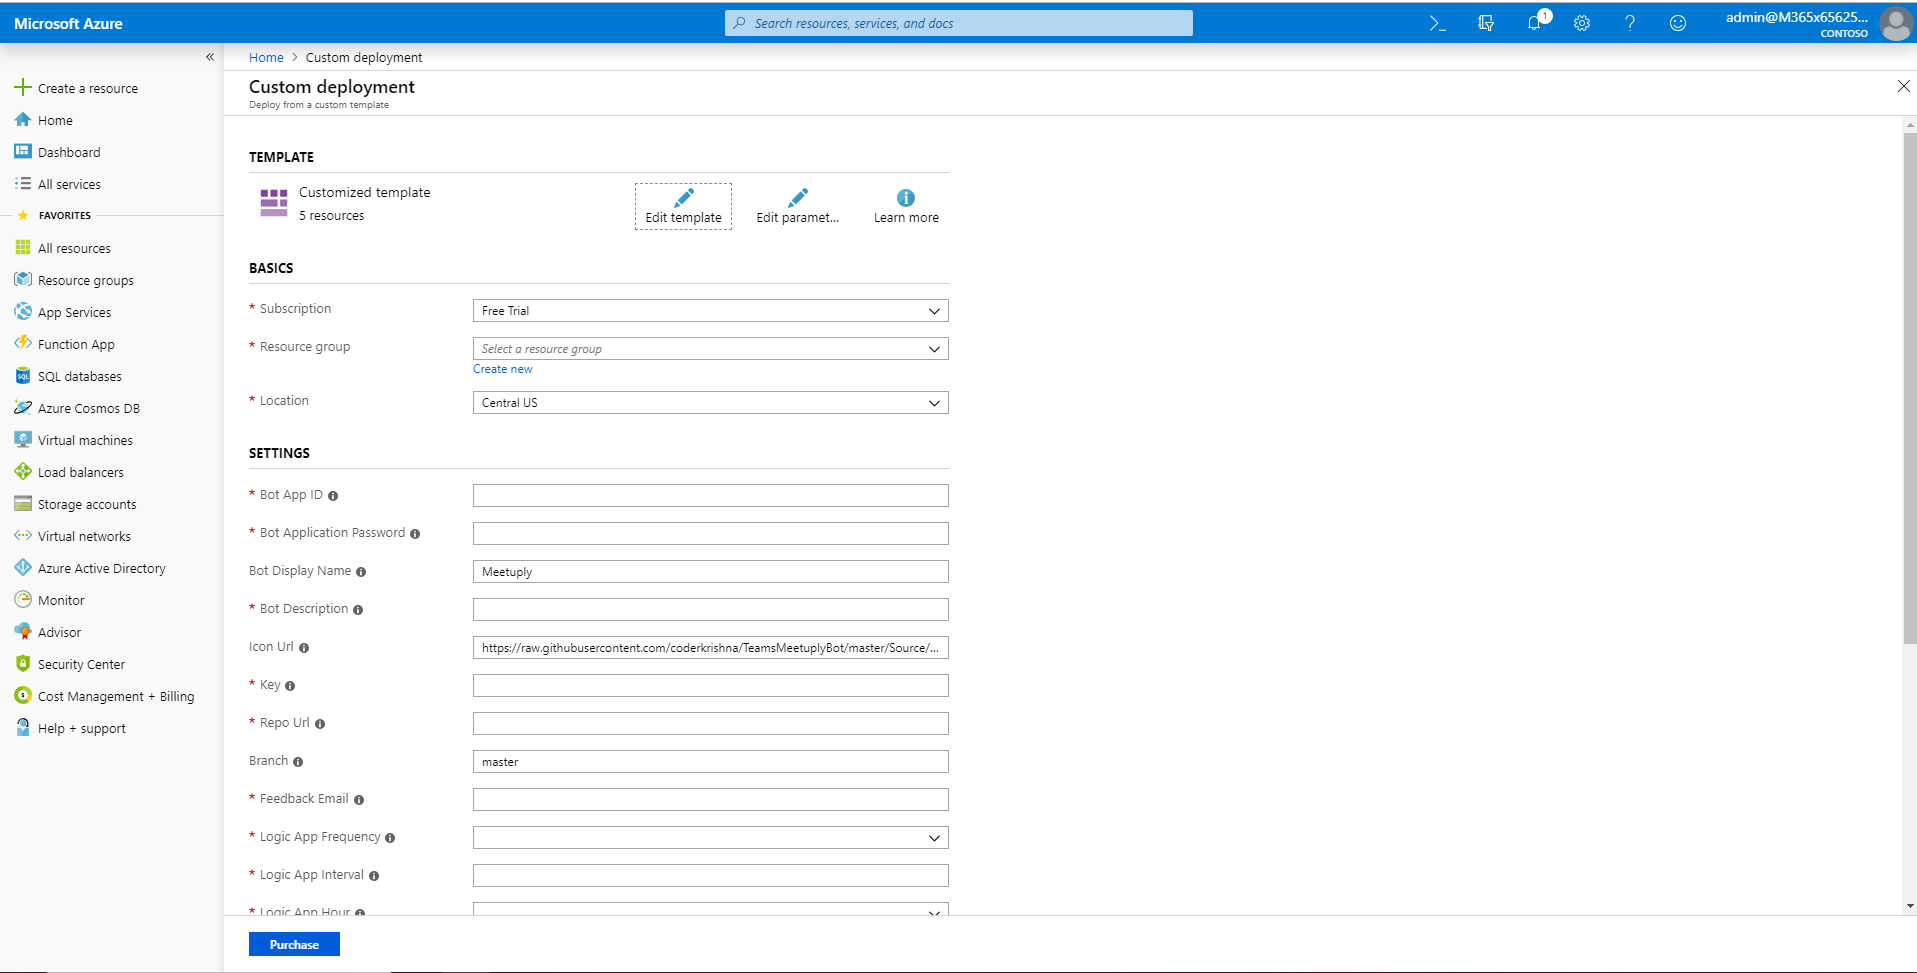 Microsoft Azure
Search resources, services, and docs
1
admin@M365x65625...
CONTOSO
«
Home > Custom deployment
Custom deployment
Deploy from a custom template
Create a resource
Home
Dashboard
All services
FAVORITES
All resources
Resource groups
App Services
Function App
SQL databases
Azure Cosmos DB
Virtual machines
Load balancers
Storage accounts
Virtual networks
Azure Active Directory
Monitor
Advisor
Security Center
Cost Management + Billing
Help + support
TEMPLATE
Customized template
5 resources
Edit template
Edit paramet...
Learn more
BASICS
* Subscription
Free Trial
* Resource group
Select a resource group
Create new
* Location
Central US
SETTINGS
* Bot App ID
* Bot Application Password
Bot Display Name
Meetuply
* Bot Description
Icon Url
https://raw.githubusercontent.com/coderkrishna/TeamsMeetuplyBot/master/Source/...
* Key
* Repo Url
Branch
master
* Feedback Email
* Logic App Frequency
* Logic App Interval
* Logic App Hour
Purchase